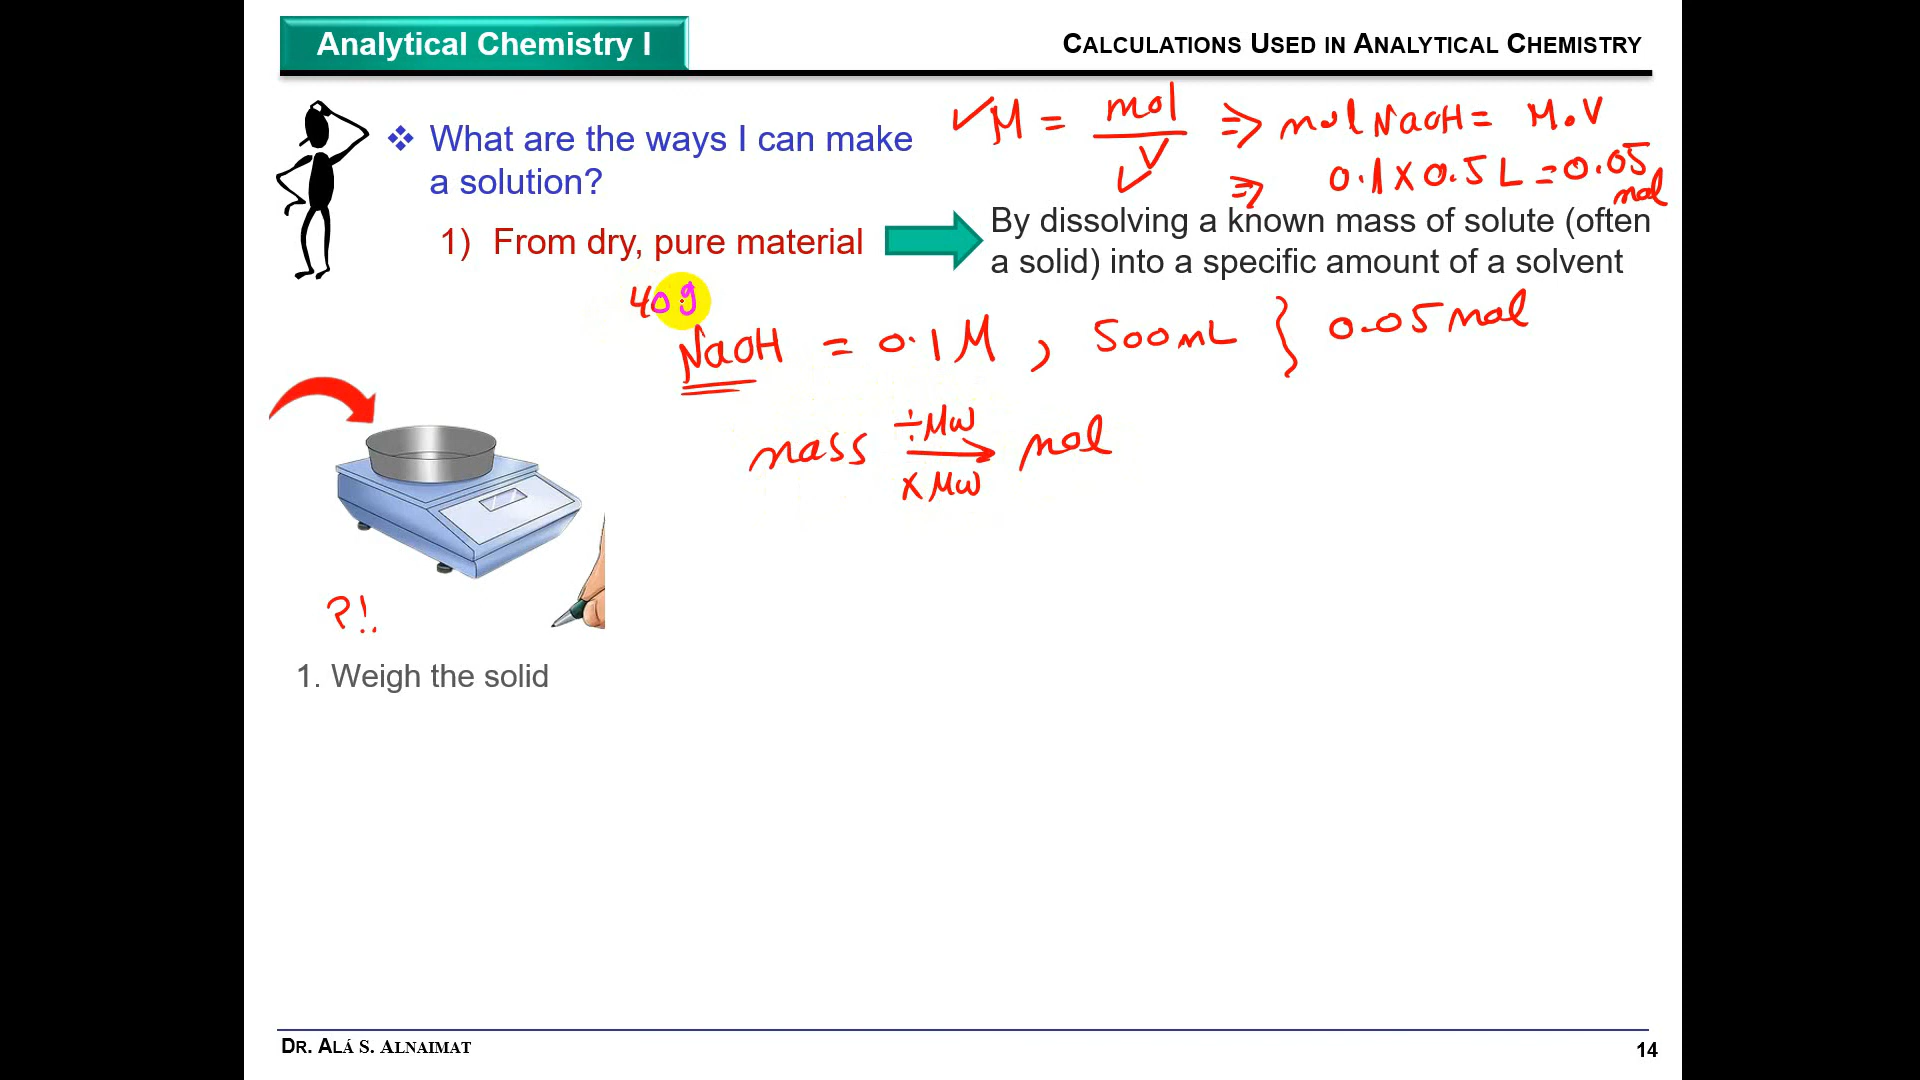 Analytical Chemistry I
CALCULATIONS USED IN ANALYTICAL CHEMISTRY
✓M = mol / V✓ ⇒ mol NaOH = M.V
⇒ 0.1 x 0.5 L = 0.05 mol
❖ What are the ways I can make
a solution?
1) From dry, pure material
By dissolving a known mass of solute (often
a solid) into a specific amount of a solvent
40g
NaOH = 0.1 M , 500 mL } 0.05 mol
÷ Mw
mass → mol
x Mw
?!
1. Weigh the solid
DR. ALÁ S. ALNAIMAT
14